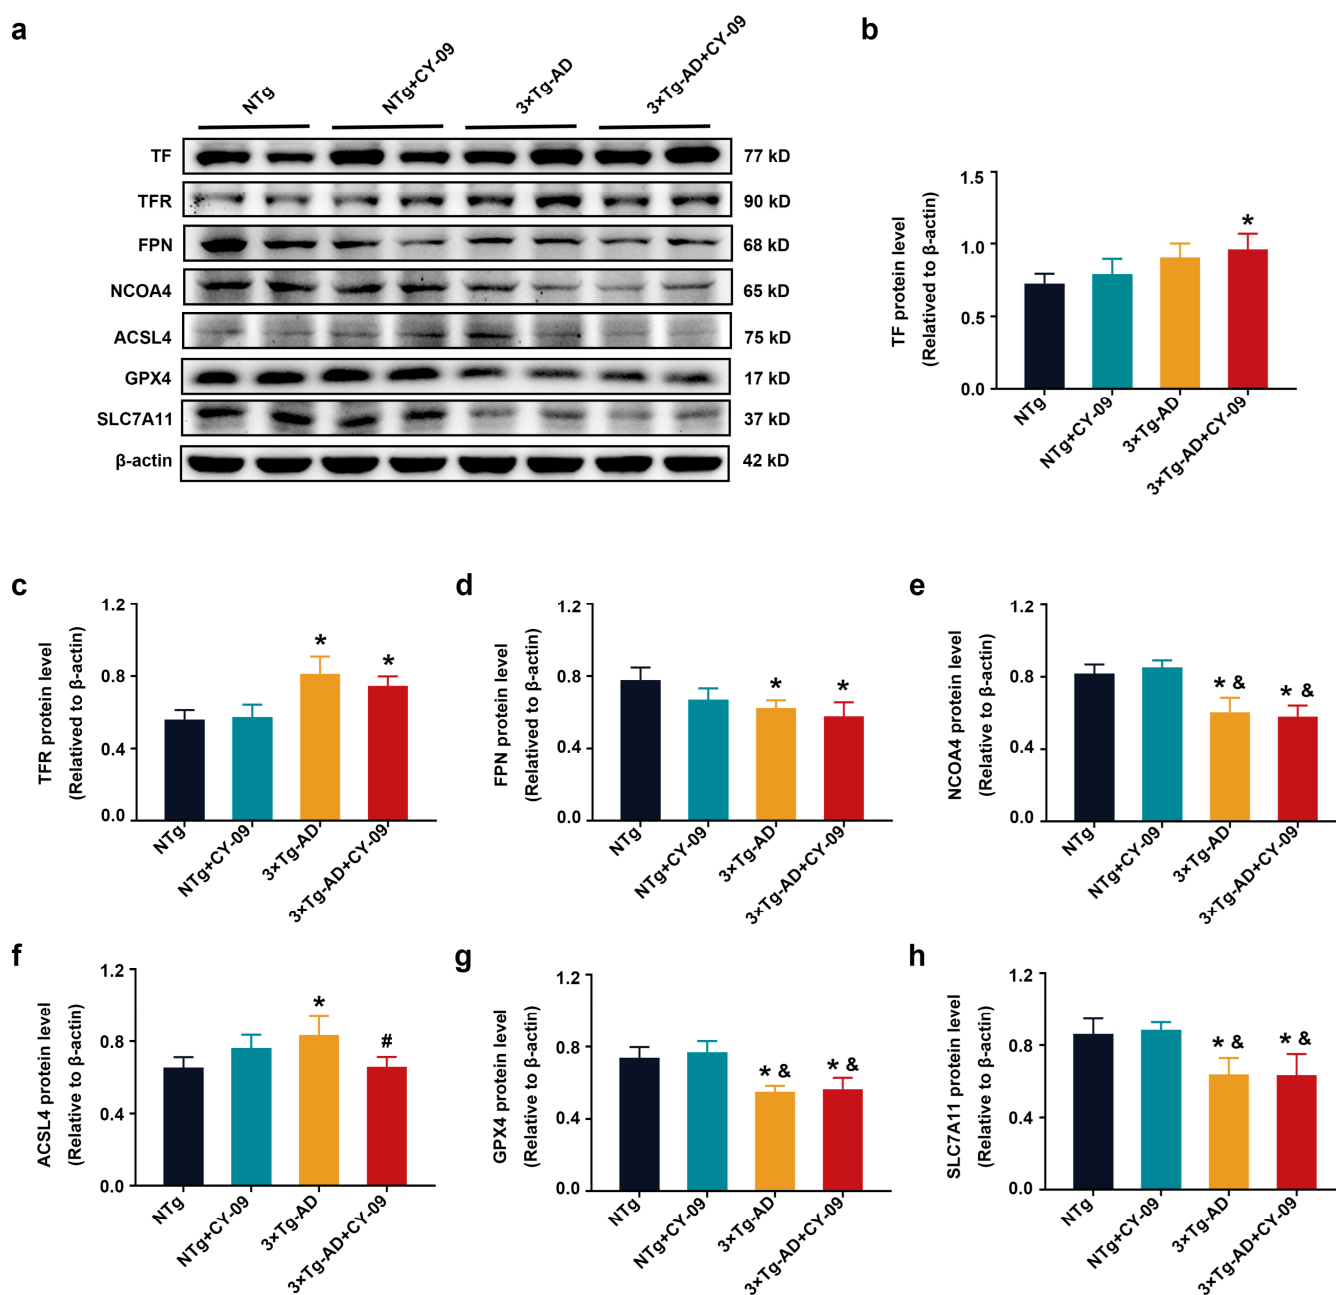 a
NTg
NTg+CY-09
3×Tg-AD
3×Tg-AD+CY-09
TF 77 kD
TFR 90 kD
FPN 68 kD
NCOA4 65 kD
ACSL4 75 kD
GPX4 17 kD
SLC7A11 37 kD
β-actin 42 kD
b
TF protein level
(Relatived to β-actin)
1.5
1.0
0.5
0.0
*
NTg
NTg+CY-09
3×Tg-AD
3×Tg-AD+CY-09
c
TFR protein level
(Relatived to β-actin)
1.2
0.8
0.4
0.0
*
*
NTg
NTg+CY-09
3×Tg-AD
3×Tg-AD+CY-09
d
FPN protein level
(Relatived to β-actin)
1.2
0.8
0.4
0.0
*
*
NTg
NTg+CY-09
3×Tg-AD
3×Tg-AD+CY-09
e
NCOA4 protein level
(Relative to β-actin)
1.2
0.8
0.4
0.0
* &
* &
NTg
NTg+CY-09
3×Tg-AD
3×Tg-AD+CY-09
f
ACSL4 protein level
(Relative to β-actin)
1.2
0.8
0.4
0.0
*
#
NTg
NTg+CY-09
3×Tg-AD
3×Tg-AD+CY-09
g
GPX4 protein level
(Relative to β-actin)
1.2
0.8
0.4
0.0
* &
* &
NTg
NTg+CY-09
3×Tg-AD
3×Tg-AD+CY-09
h
SLC7A11 protein level
(Relative to β-actin)
1.2
0.8
0.4
0.0
* &
* &
NTg
NTg+CY-09
3×Tg-AD
3×Tg-AD+CY-09